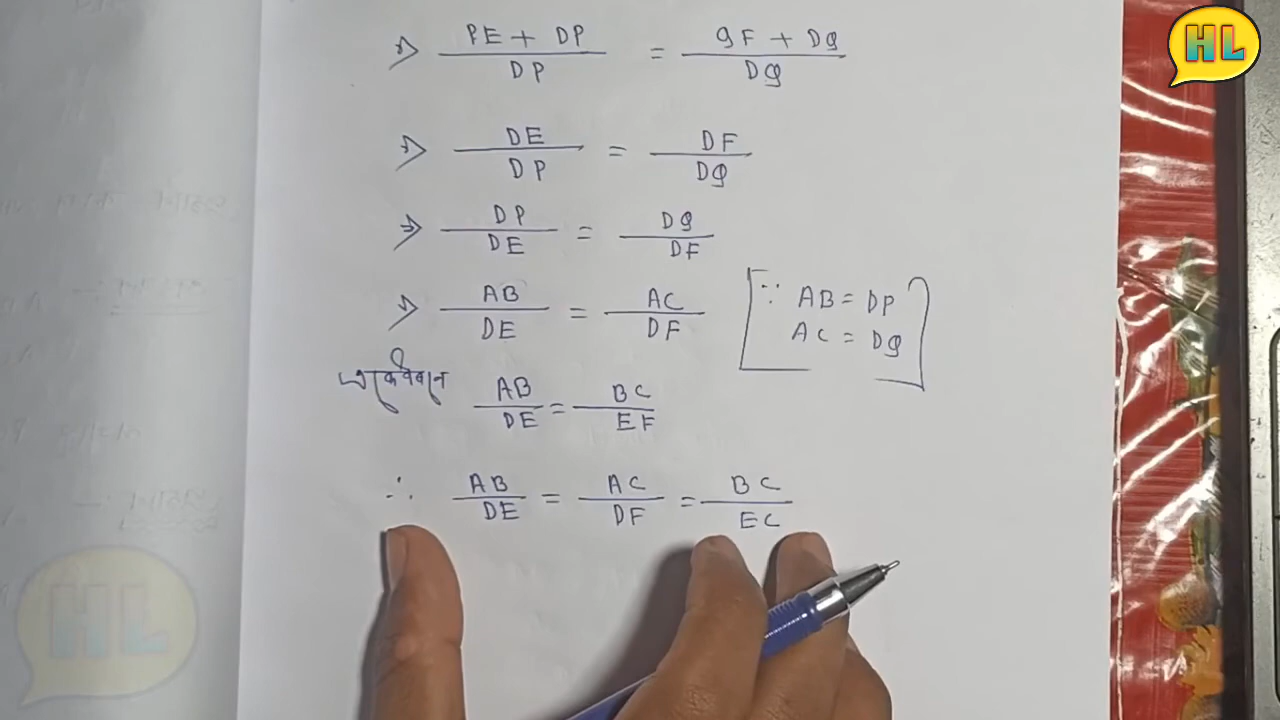 HL
⇒ PE + DP / DP = QF + DQ / DQ
⇒ DE / DP = DF / DQ
⇒ DP / DE = DQ / DF
⇒ AB / DE = AC / DF [∵ AB = DP
AC = DQ]
AB / DE = BC / EF
∴ AB / DE = AC / DF = BC / EC
HL